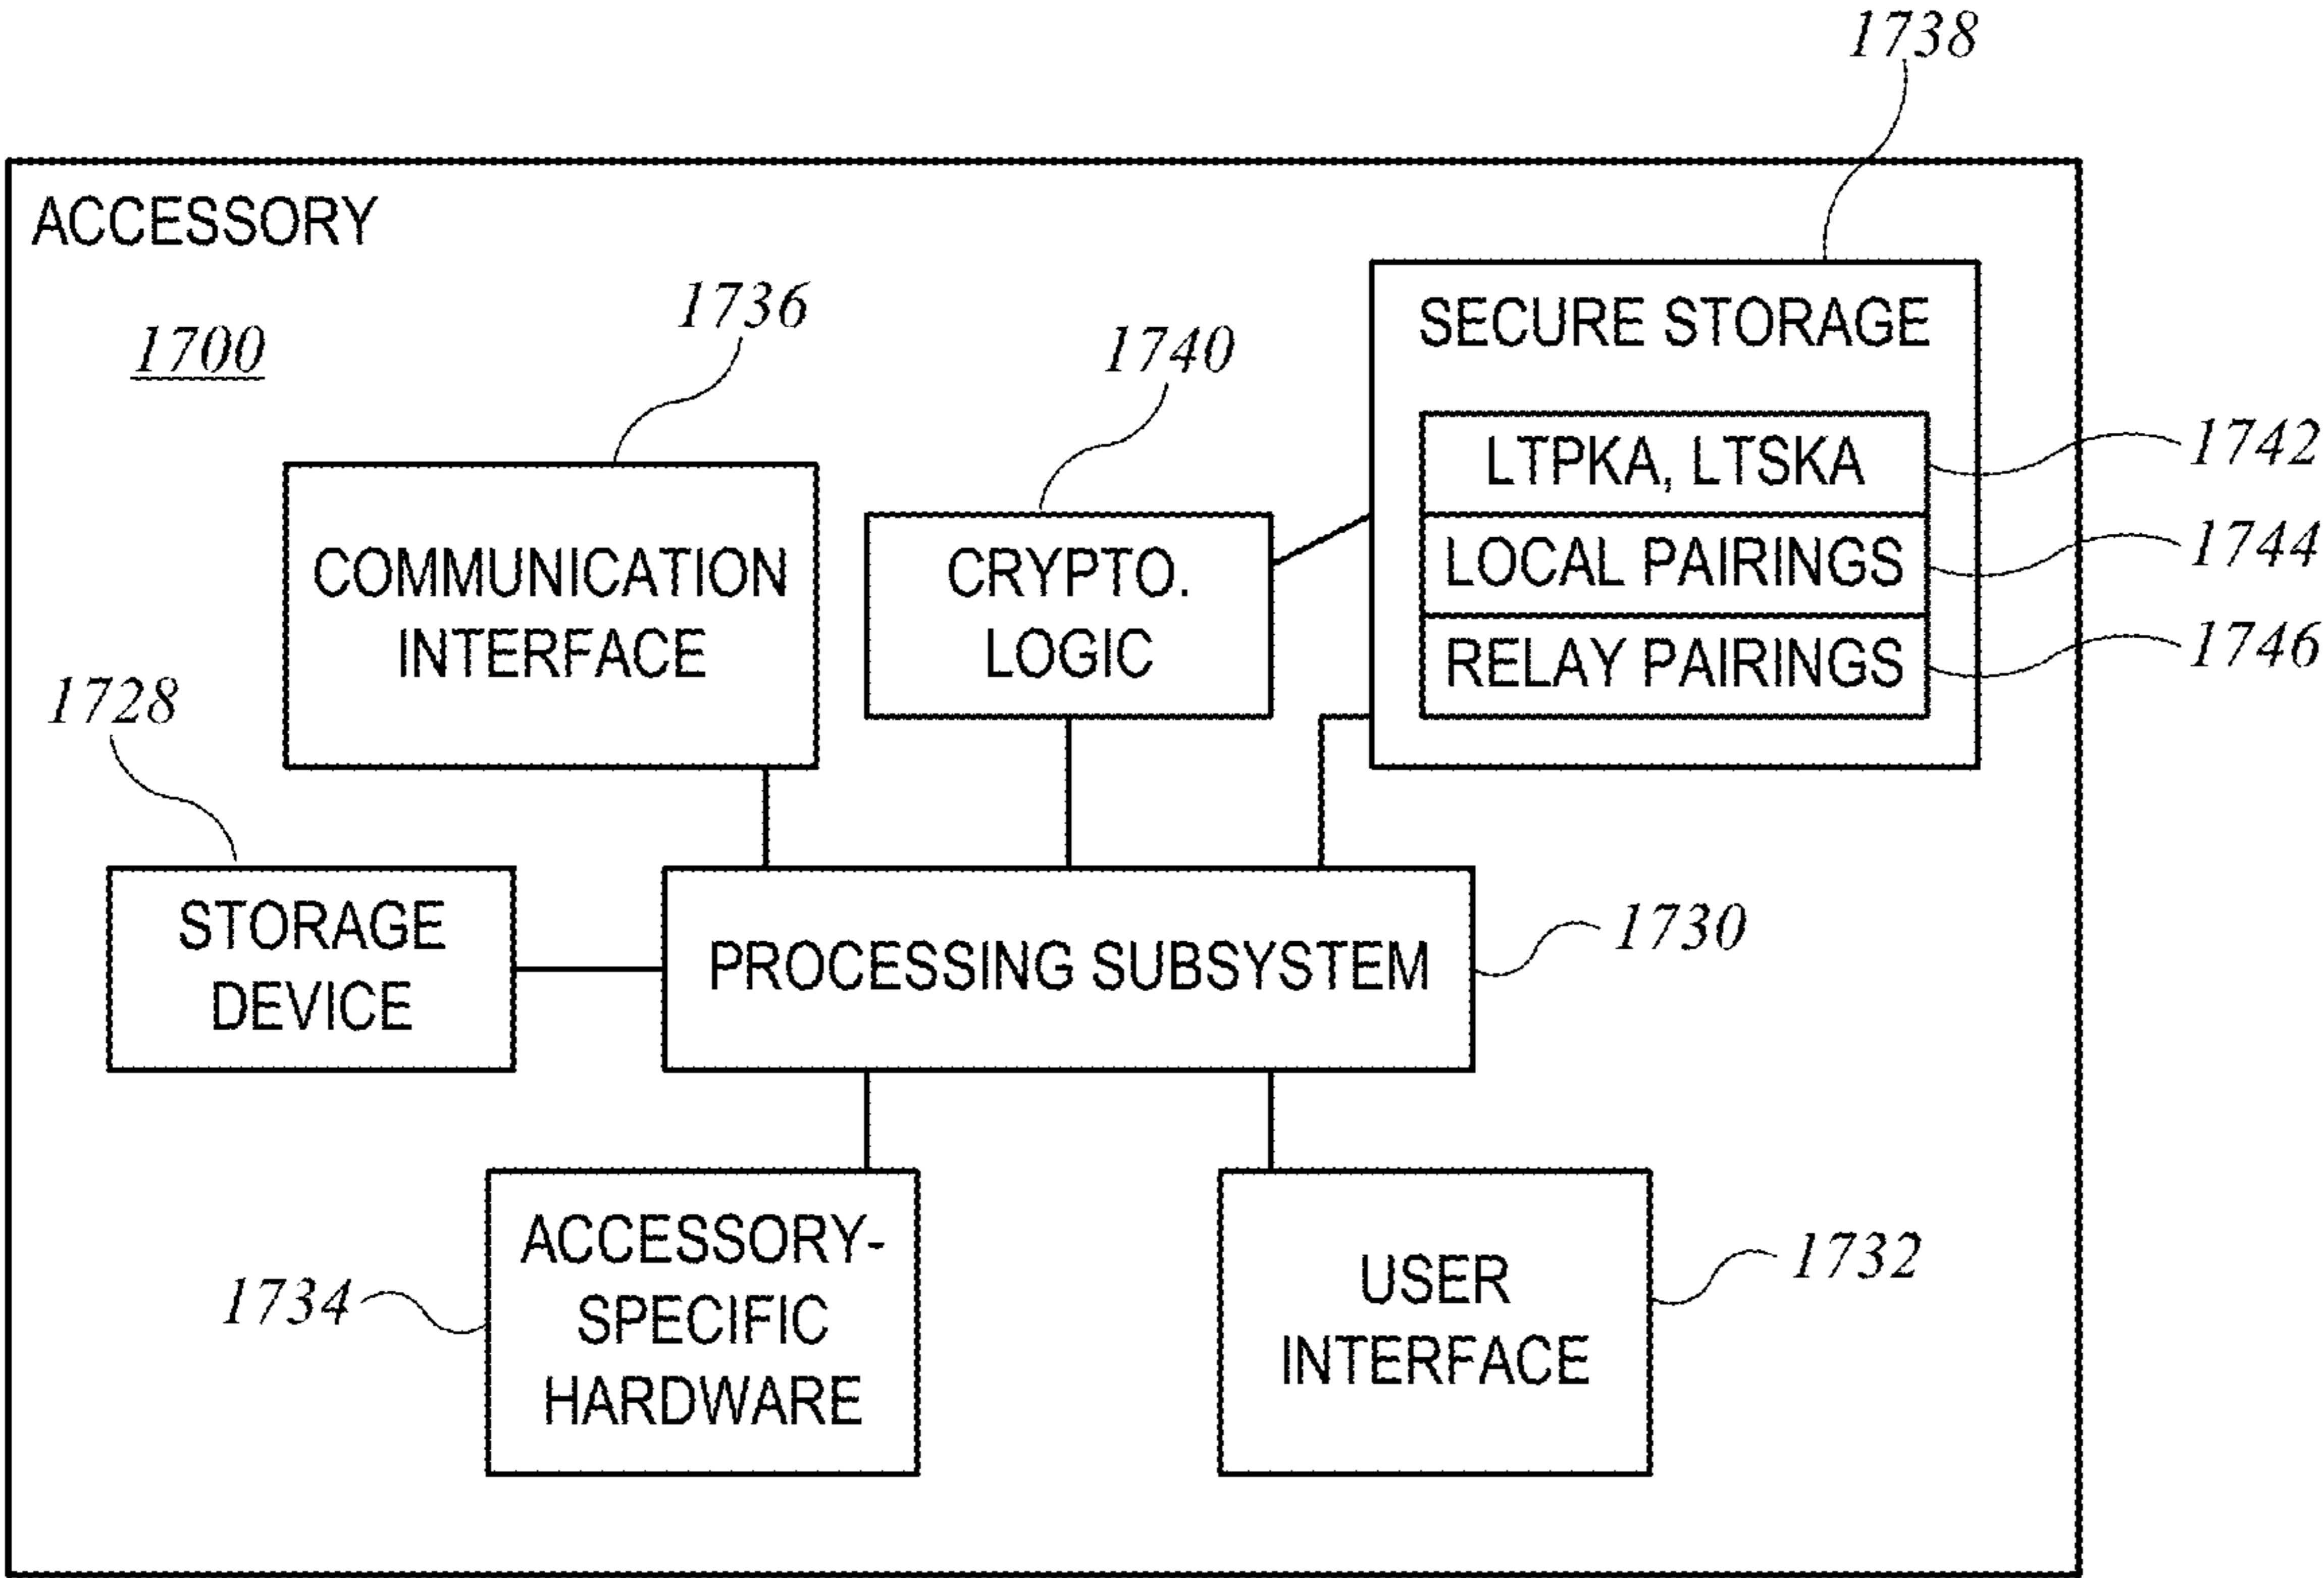 1738
ACCESSORY
1700
1736
1740
SECURE STORAGE
LTPKA, LTSKA
1742
LOCAL PAIRINGS
1744
RELAY PAIRINGS
1746
COMMUNICATION
INTERFACE
CRYPTO.
LOGIC
1728
STORAGE
DEVICE
PROCESSING SUBSYSTEM
1730
1734
ACCESSORY-
SPECIFIC
HARDWARE
USER
INTERFACE
1732